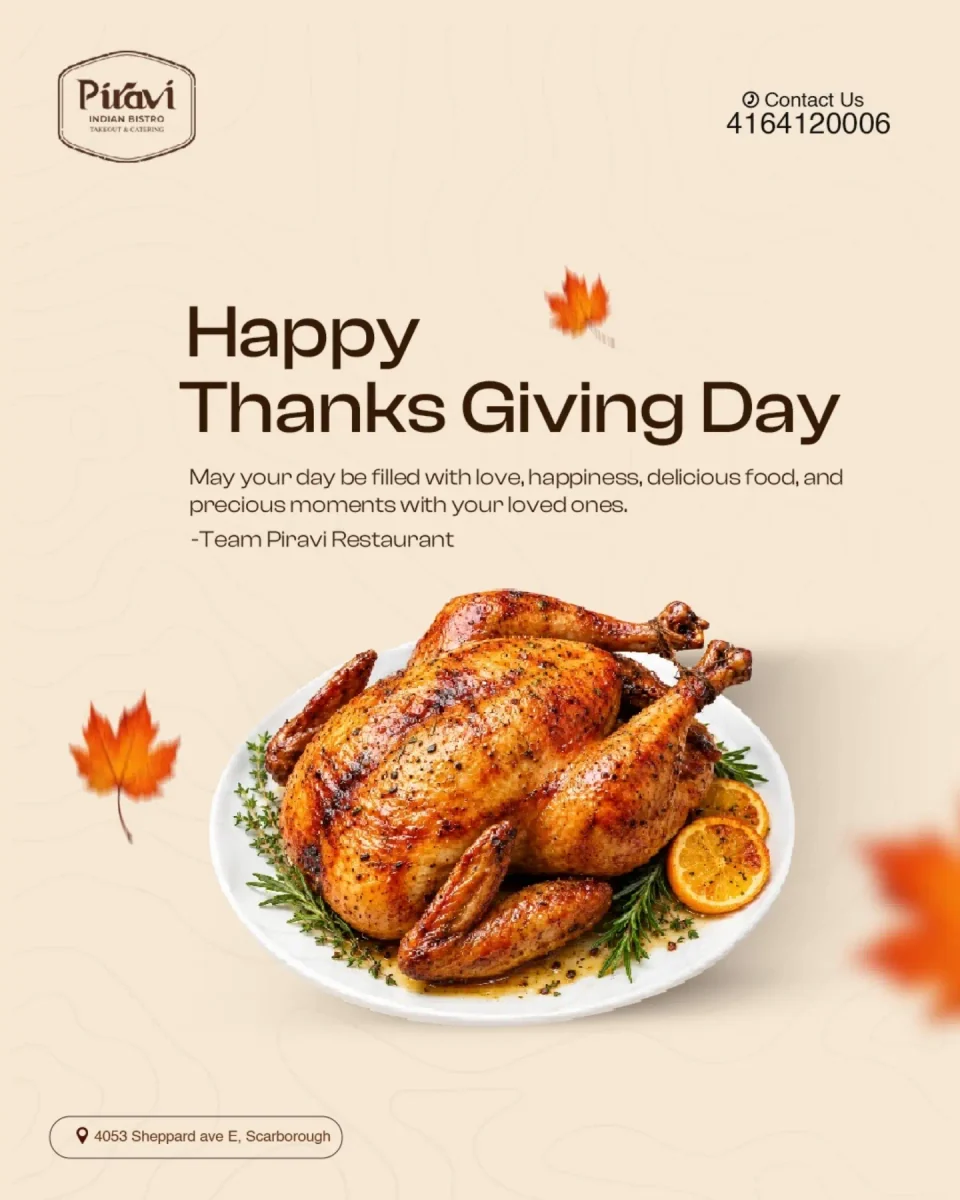 Piravi
INDIAN BISTRO
TAKEOUT & CATERING
Contact Us
4164120006
Happy
Thanks Giving Day
May your day be filled with love, happiness, delicious food, and
precious moments with your loved ones.
-Team Piravi Restaurant
4053 Sheppard ave E, Scarborough